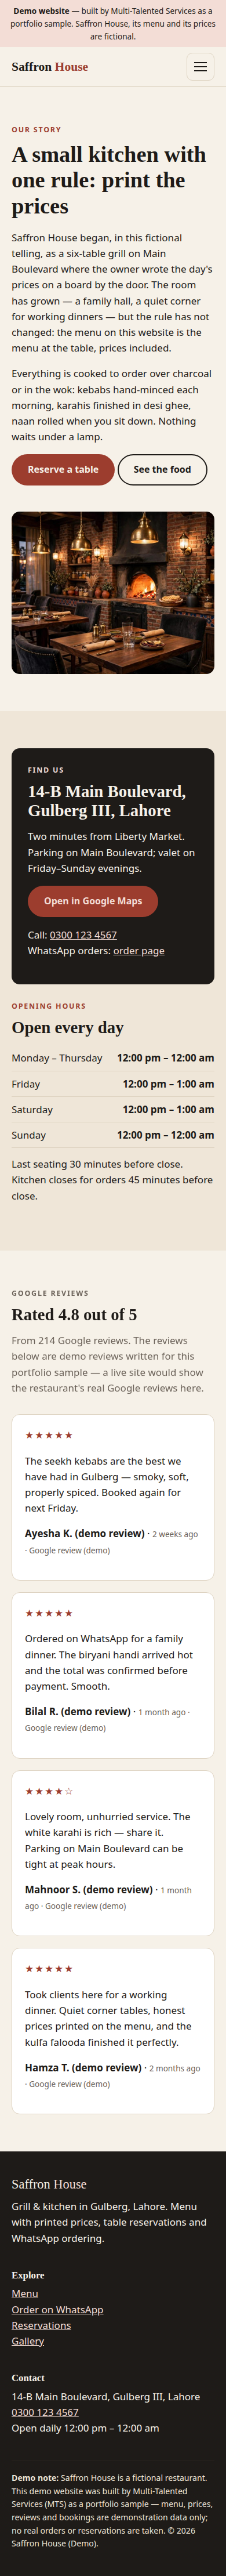 Demo website — built by Multi-Talented Services as a
portfolio sample. Saffron House, its menu and its prices
are fictional.
Saffron House
OUR STORY
A small kitchen with
one rule: print the
prices
Saffron House began, in this fictional
telling, as a six-table grill on Main
Boulevard where the owner wrote the day's
prices on a board by the door. The room
has grown — a family hall, a quiet corner
for working dinners — but the rule has not
changed: the menu on this website is the
menu at the table, prices included.
Everything is cooked to order over charcoal
or in the wok: kebabs hand-minced each
morning, karahis finished in desi ghee,
naan rolled when you sit down. Nothing
waits under a lamp.
Reserve a table
See the food
FIND US
14-B Main Boulevard,
Gulberg III, Lahore
Two minutes from Liberty Market.
Parking on Main Boulevard; valet on
Friday–Sunday evenings.
Open in Google Maps
Call: 0300 123 4567
WhatsApp orders: order page
OPENING HOURS
Open every day
Monday – Thursday 12:00 pm – 12:00 am
Friday 12:00 pm – 1:00 am
Saturday 12:00 pm – 1:00 am
Sunday 12:00 pm – 12:00 am
Last seating 30 minutes before close.
Kitchen closes for orders 45 minutes before
close.
GOOGLE REVIEWS
Rated 4.8 out of 5
From 214 Google reviews. The reviews
below are demo reviews written for this
portfolio sample — a live site would show
the restaurant's real Google reviews here.
★★★★★
The seekh kebabs are the best we
have had in Gulberg — smoky, soft,
properly spiced. Booked again for
next Friday.
Ayesha K. (demo review) · 2 weeks ago
· Google review (demo)
★★★★★
Ordered on WhatsApp for a family
dinner. The biryani handi arrived hot
and the total was confirmed before
payment. Smooth.
Bilal R. (demo review) · 1 month ago ·
Google review (demo)
★★★★☆
Lovely room, unhurried service. The
white karahi is rich — share it.
Parking on Main Boulevard can be
tight at peak hours.
Mahnoor S. (demo review) · 1 month
ago · Google review (demo)
★★★★★
Took clients here for a working
dinner. Quiet corner tables, honest
prices printed on the menu, and the
kulfa falooda finished it perfectly.
Hamza T. (demo review) · 2 months ago
· Google review (demo)
Saffron House
Grill & kitchen in Gulberg, Lahore. Menu
with printed prices, table reservations and
WhatsApp ordering.
Explore
Menu
Order on WhatsApp
Reservations
Gallery
Contact
14-B Main Boulevard, Gulberg III, Lahore
0300 123 4567
Open daily 12:00 pm – 12:00 am
Demo note: Saffron House is a fictional restaurant.
This demo website was built by Multi-Talented
Services (MTS) as a portfolio sample — menu, prices,
reviews and bookings are demonstration data only;
no real orders or reservations are taken. © 2026
Saffron House (Demo).